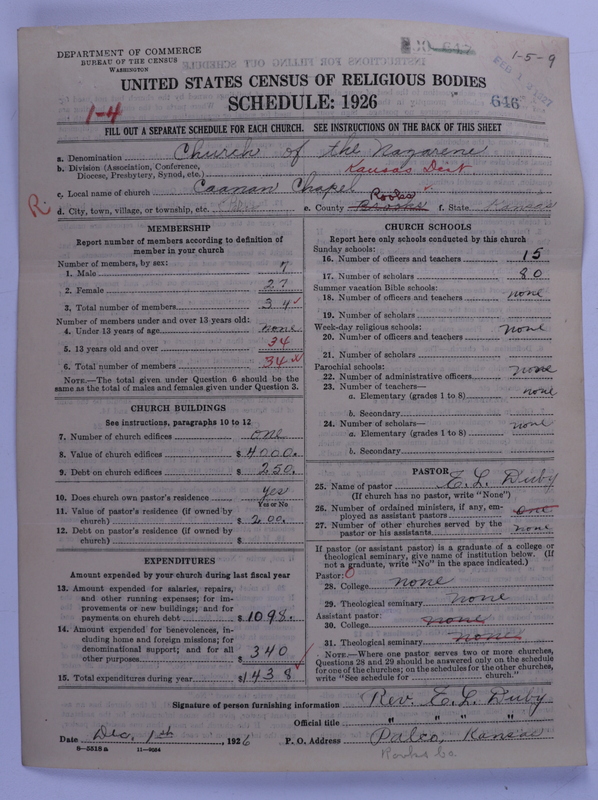 DEPARTMENT OF COMMERCE
BUREAU OF THE CENSUS
WASHINGTON
1-5-9
UNITED STATES CENSUS OF RELIGIOUS BODIES
SCHEDULE: 1926
646
1-4
FILL OUT A SEPARATE SCHEDULE FOR EACH CHURCH. SEE INSTRUCTIONS ON THE BACK OF THIS SHEET
a. Denomination Church of the Nazarene
b. Division (Association, Conference, Diocese, Presbytery, Synod, etc.) Kansas Dist
c. Local name of church Caanan Chapel
R.
d. City, town, village, or township, etc. e. County Rooks f. State Kansas
MEMBERSHIP
Report number of members according to definition of
member in your church
Number of members, by sex:
1. Male 7
2. Female 27
3. Total number of members 34
Number of members under and over 13 years old:
4. Under 13 years of age none
5. 13 years old and over 34
6. Total number of members 34
NOTE.—The total given under Question 6 should be
same as the total of males and females given under Question 3.
CHURCH BUILDINGS
See instructions, paragraphs 10 to 12
7. Number of church edifices one
8. Value of church edifices $4000.
9. Debt on church edifices $250.
10. Does church own pastor's residence yes
Yes or No
11. Value of pastor's residence (if owned by
church) $200.
12. Debt on pastor's residence (if owned by
church) $
EXPENDITURES
Amount expended by your church during last fiscal year
13. Amount expended for salaries, repairs,
and other running expenses; for im-
provements or new buildings; and for
payments on church debt $1098.
14. Amount expended for benevolences, in-
cluding home and foreign missions; for
denominational support; and for all
other purposes $340
15. Total expenditures during year $1438
CHURCH SCHOOLS
Report here only schools conducted by this church
Sunday schools:
16. Number of officers and teachers 15
17. Number of scholars 80
Summer vacation Bible schools:
18. Number of officers and teachers none
19. Number of scholars
Week-day religious schools: none
20. Number of officers and teachers
21. Number of scholars
Parochial schools: none
22. Number of administrative officers
23. Number of teachers—
a. Elementary (grades 1 to 8) none
b. Secondary
24. Number of scholars— none
a. Elementary (grades 1 to 8)
b. Secondary
PASTOR
25. Name of pastor E. L. Duby
(If church has no pastor, write "None")
26. Number of ordained ministers, if any, em-
ployed as assistant pastors one
27. Number of other churches served by the
pastor or his assistants none
If pastor (or assistant pastor) is a graduate of a college or
theological seminary, give name of institution below. (If
not a graduate, write "No" in the space indicated.)
Pastor: 0
28. College none
29. Theological seminary none
Assistant pastor:
30. College none
31. Theological seminary none
NOTE.—Where one pastor serves two or more churches,
Questions 28 and 29 should be answered only on the schedule
for one of the churches; on the schedules for the other churches,
write "See schedule for church."
Signature of person furnishing information Rev. E. L. Duby
Official title " " " "
Date Dec. 1st, 1926 P. O. Address Palco, Kansas
8-5518a 11-9034 Rooks Co.